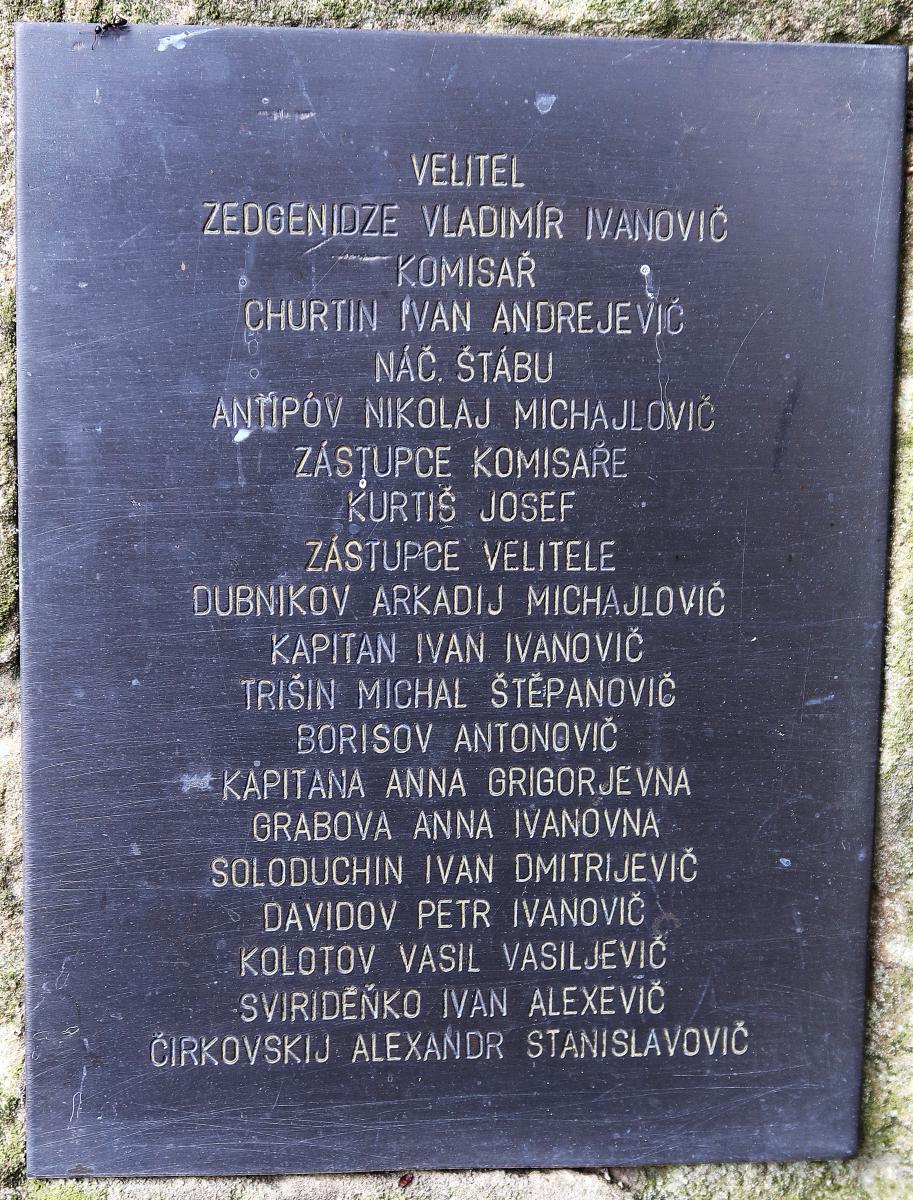 VELITEL
ZEDGENIDZE VLADIMÍR IVANOVIČ
KOMISAŘ
CHURTIN IVAN ANDREJEVIČ
NÁČ. ŠTÁBU
ANTIPÓV NIKOLAJ MICHAJLOVIČ
ZÁSTUPCE KOMISAŘE
KURTIŠ JOSEF
ZÁSTUPCE VELITELE
DUBNIKOV ARKADIJ MICHAJLOVIČ
KAPITAN IVAN IVANOVIČ
TRIŠIN MICHAL ŠTĚPANOVIČ
BORISOV ANTONOVIČ
KAPITANA ANNA GRIGORJEVNA
GRABOVA ANNA IVANOVNA
SOLODUCHIN IVAN DMITRIJEVIČ
DAVIDOV PETR IVANOVIČ
KOLOTOV VASIL VASILJEVIČ
SVIRIDĚŇKO IVAN ALEXEVIČ
ČIRKOVSKIJ ALEXANDR STANISLAVOVIČ